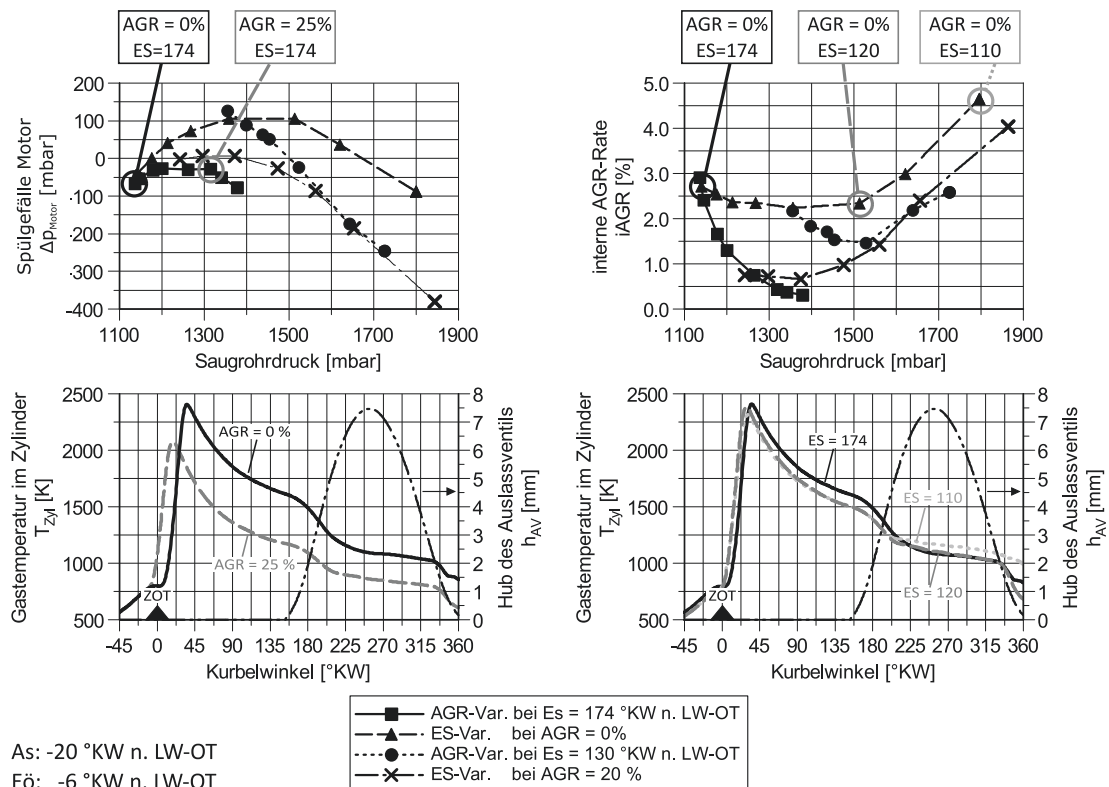 AGR = 0%
ES=174
AGR = 25%
ES=174
AGR = 0%
ES=174
AGR = 0%
ES=120
AGR = 0%
ES=110
Spülgefälle Motor
Δp_Motor [mbar]
200
100
0
-100
-200
-300
-400
1100 1300 1500 1700 1900
Saugrohrdruck [mbar]
interne AGR-Rate
iAGR [%]
5.0
4.0
3.0
2.0
1.0
0.0
1100 1300 1500 1700 1900
Saugrohrdruck [mbar]
Gastemperatur im Zylinder
T_Zyl [K]
2500
2000
1750
1500
1000
500
AGR = 0 %
AGR = 25 %
ZOT
8
7
6
5
4
3
2
1
0
Hub des Auslassventils
h_AV [mm]
-45 0 45 90 135 180 225 270 315 360
Kurbelwinkel [°KW]
Gastemperatur im Zylinder
T_Zyl [K]
2500
2000
1750
1500
1000
500
ES = 174
ES = 110
ES = 120
ZOT
8
7
6
5
4
3
2
1
0
Hub des Auslassventils
h_AV [mm]
-45 0 45 90 135 180 225 270 315 360
Kurbelwinkel [°KW]
AGR-Var. bei Es = 174 °KW n. LW-OT
ES-Var. bei AGR = 0%
AGR-Var. bei Es = 130 °KW n. LW-OT
ES-Var. bei AGR = 20 %
As: -20 °KW n. LW-OT
Eö: -6 °KW n. LW-OT